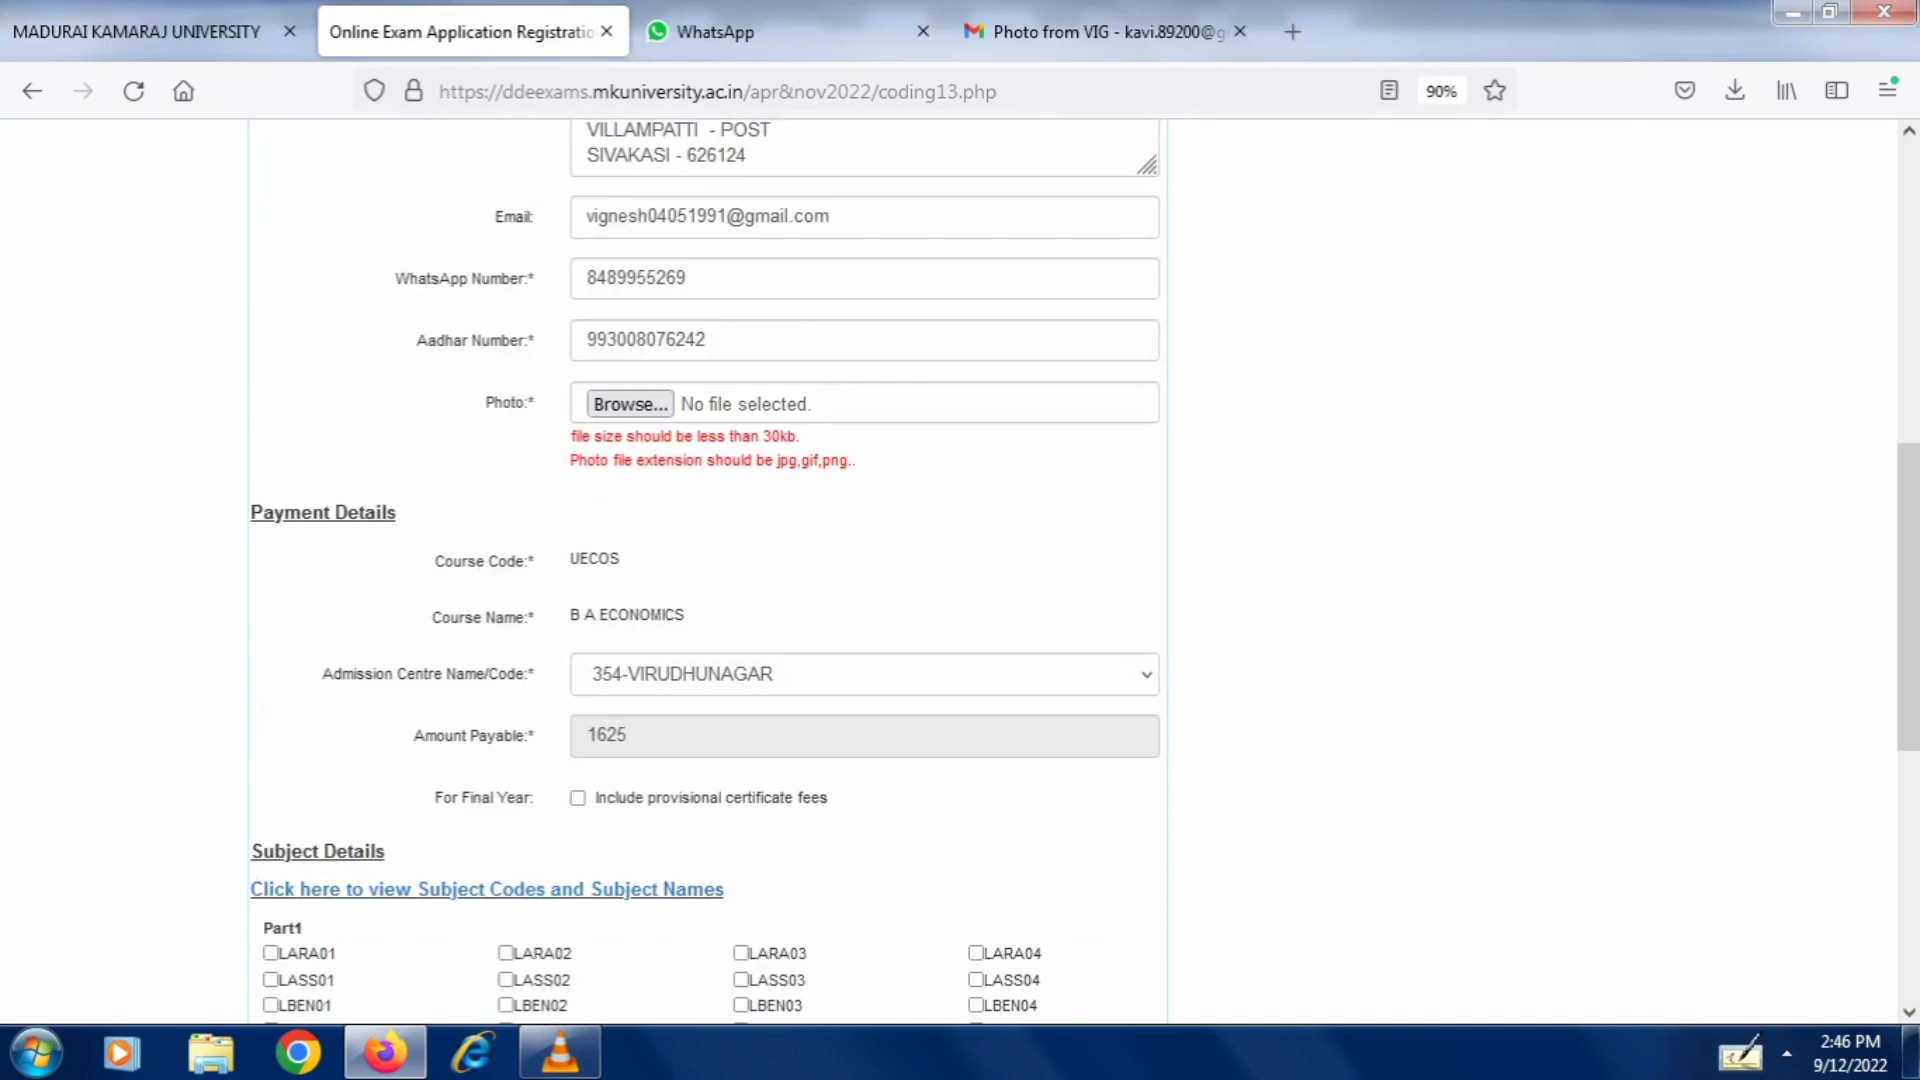 MADURAI KAMARAJ UNIVERSITY
Online Exam Application Registratio
WhatsApp
Photo from VIG - kavi.89200@g
https://ddeexams.mkuniversity.ac.in/apr&nov2022/coding13.php
90%
VILLAMPATTI - POST
SIVAKASI - 626124
Email:
vignesh04051991@gmail.com
WhatsApp Number:*
8489955269
Aadhar Number:*
993008076242
Photo:*
Browse... No file selected.
file size should be less than 30kb.
Photo file extension should be jpg,gif,png..
Payment Details
Course Code:*
UECOS
Course Name:*
B A ECONOMICS
Admission Centre Name/Code:*
354-VIRUDHUNAGAR
Amount Payable:*
1625
For Final Year:
Include provisional certificate fees
Subject Details
Click here to view Subject Codes and Subject Names
Part1
LARA01 LARA02 LARA03 LARA04
LASS01 LASS02 LASS03 LASS04
LBEN01 LBEN02 LBEN03 LBEN04
2:46 PM
9/12/2022